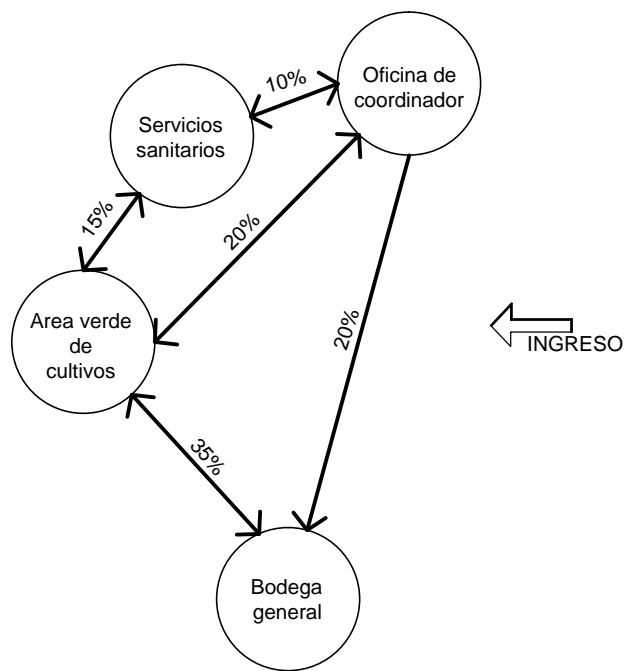 Oficina de
coordinador
10%
Servicios
sanitarios
15%
20%
20%
INGRESO
Area verde
de
cultivos
35%
Bodega
general